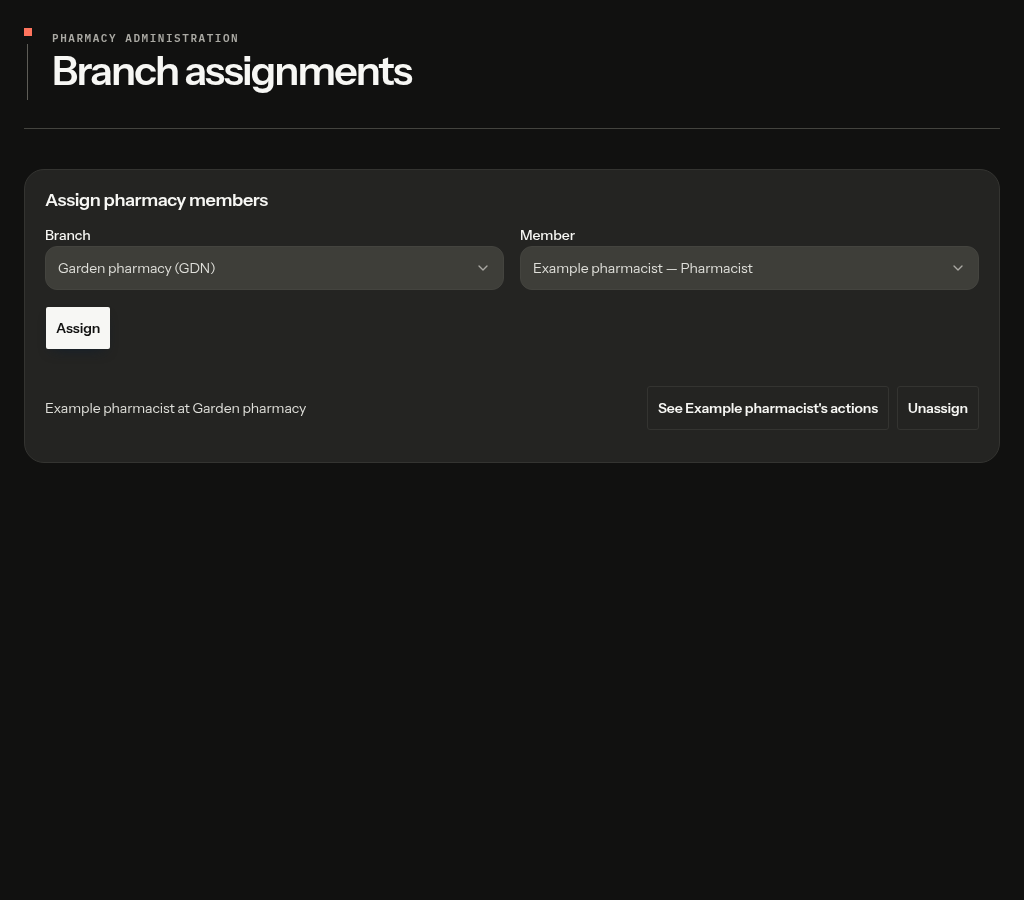 PHARMACY ADMINISTRATION
Branch assignments
Assign pharmacy members
Branch
Member
Garden pharmacy (GDN)
Example pharmacist — Pharmacist
Assign
Example pharmacist at Garden pharmacy
See Example pharmacist's actions
Unassign